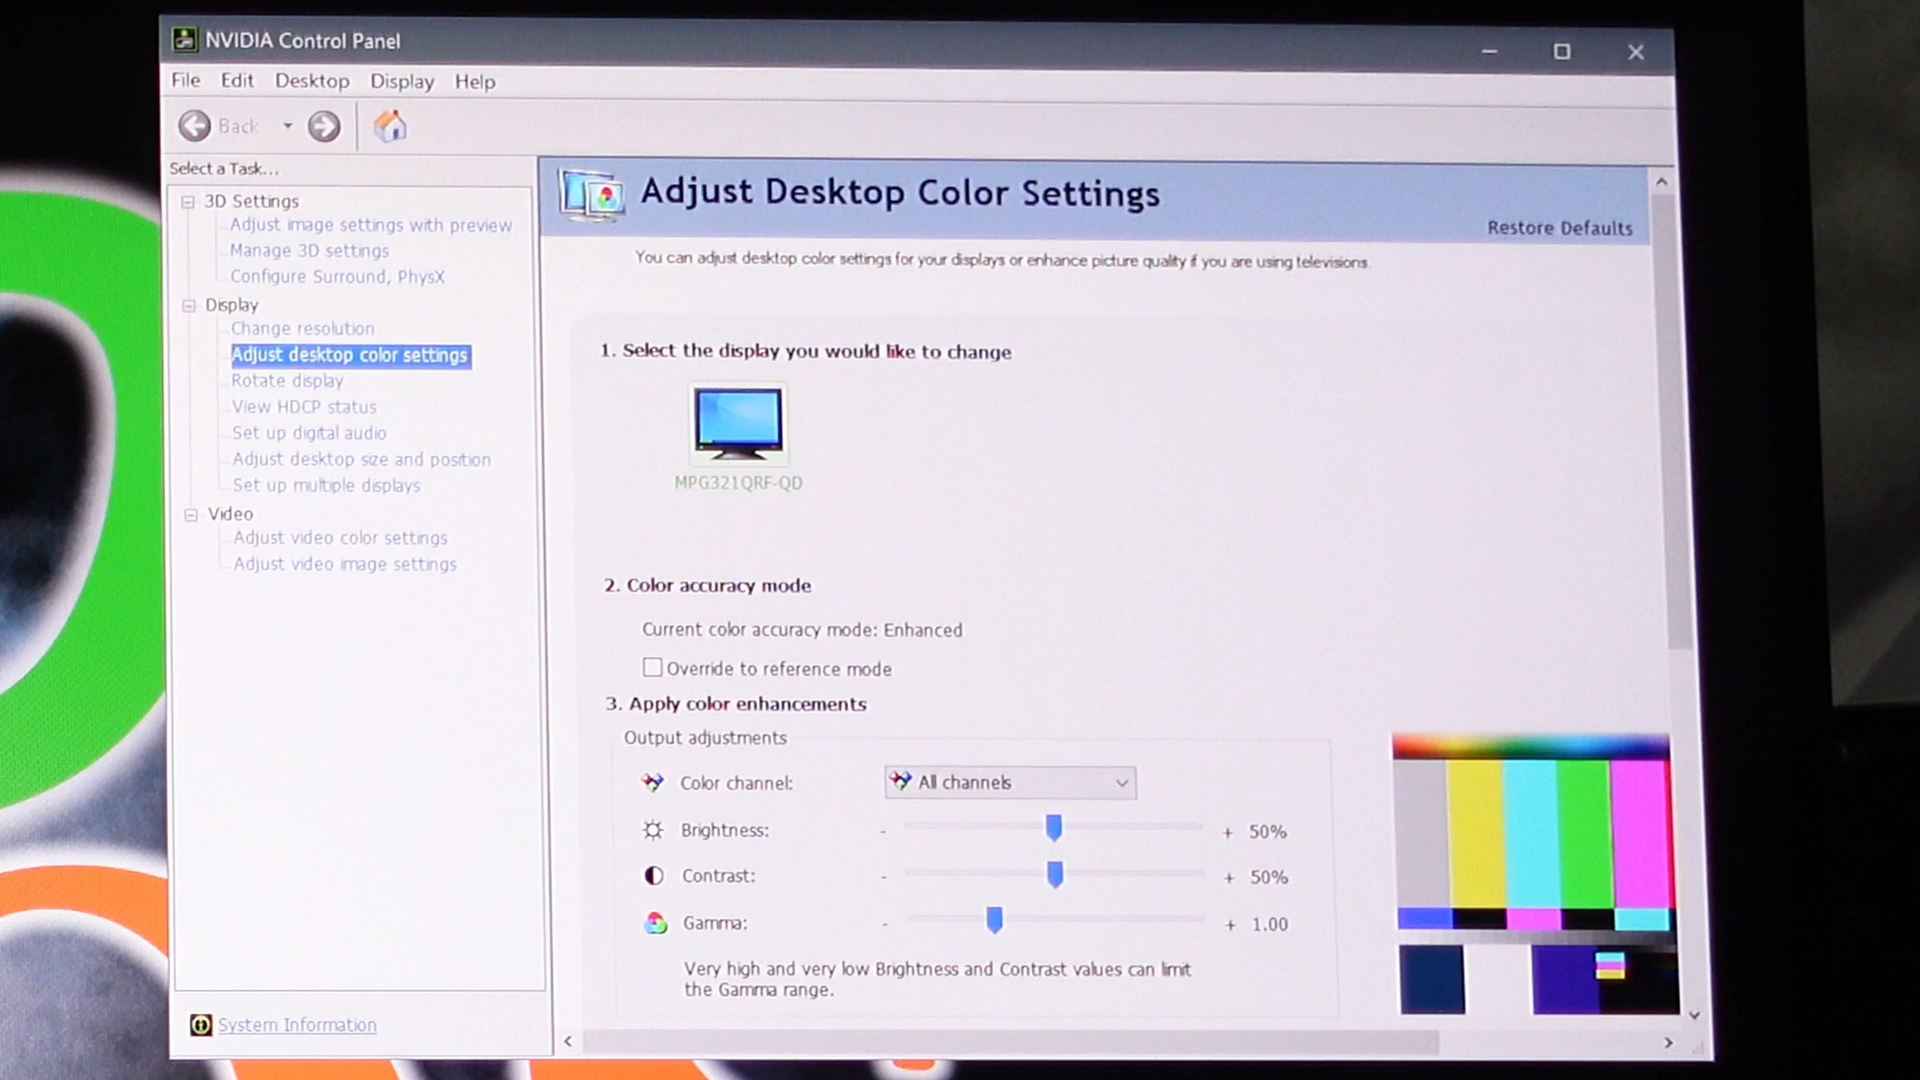 NVIDIA Control Panel
File Edit Desktop Display Help
Back
Select a Task...
3D Settings
Adjust image settings with preview
Manage 3D settings
Configure Surround, PhysX
Display
Change resolution
Adjust desktop color settings
Rotate display
View HDCP status
Set up digital audio
Adjust desktop size and position
Set up multiple displays
Video
Adjust video color settings
Adjust video image settings
System Information
Adjust Desktop Color Settings
Restore Defaults
You can adjust desktop color settings for your displays or enhance picture quality if you are using televisions.
1. Select the display you would like to change
MPG321QRF-QD
2. Color accuracy mode
Current color accuracy mode: Enhanced
Override to reference mode
3. Apply color enhancements
Output adjustments
Color channel: All channels
Brightness: - + 50%
Contrast: - + 50%
Gamma: - + 1.00
Very high and very low Brightness and Contrast values can limit
the Gamma range.